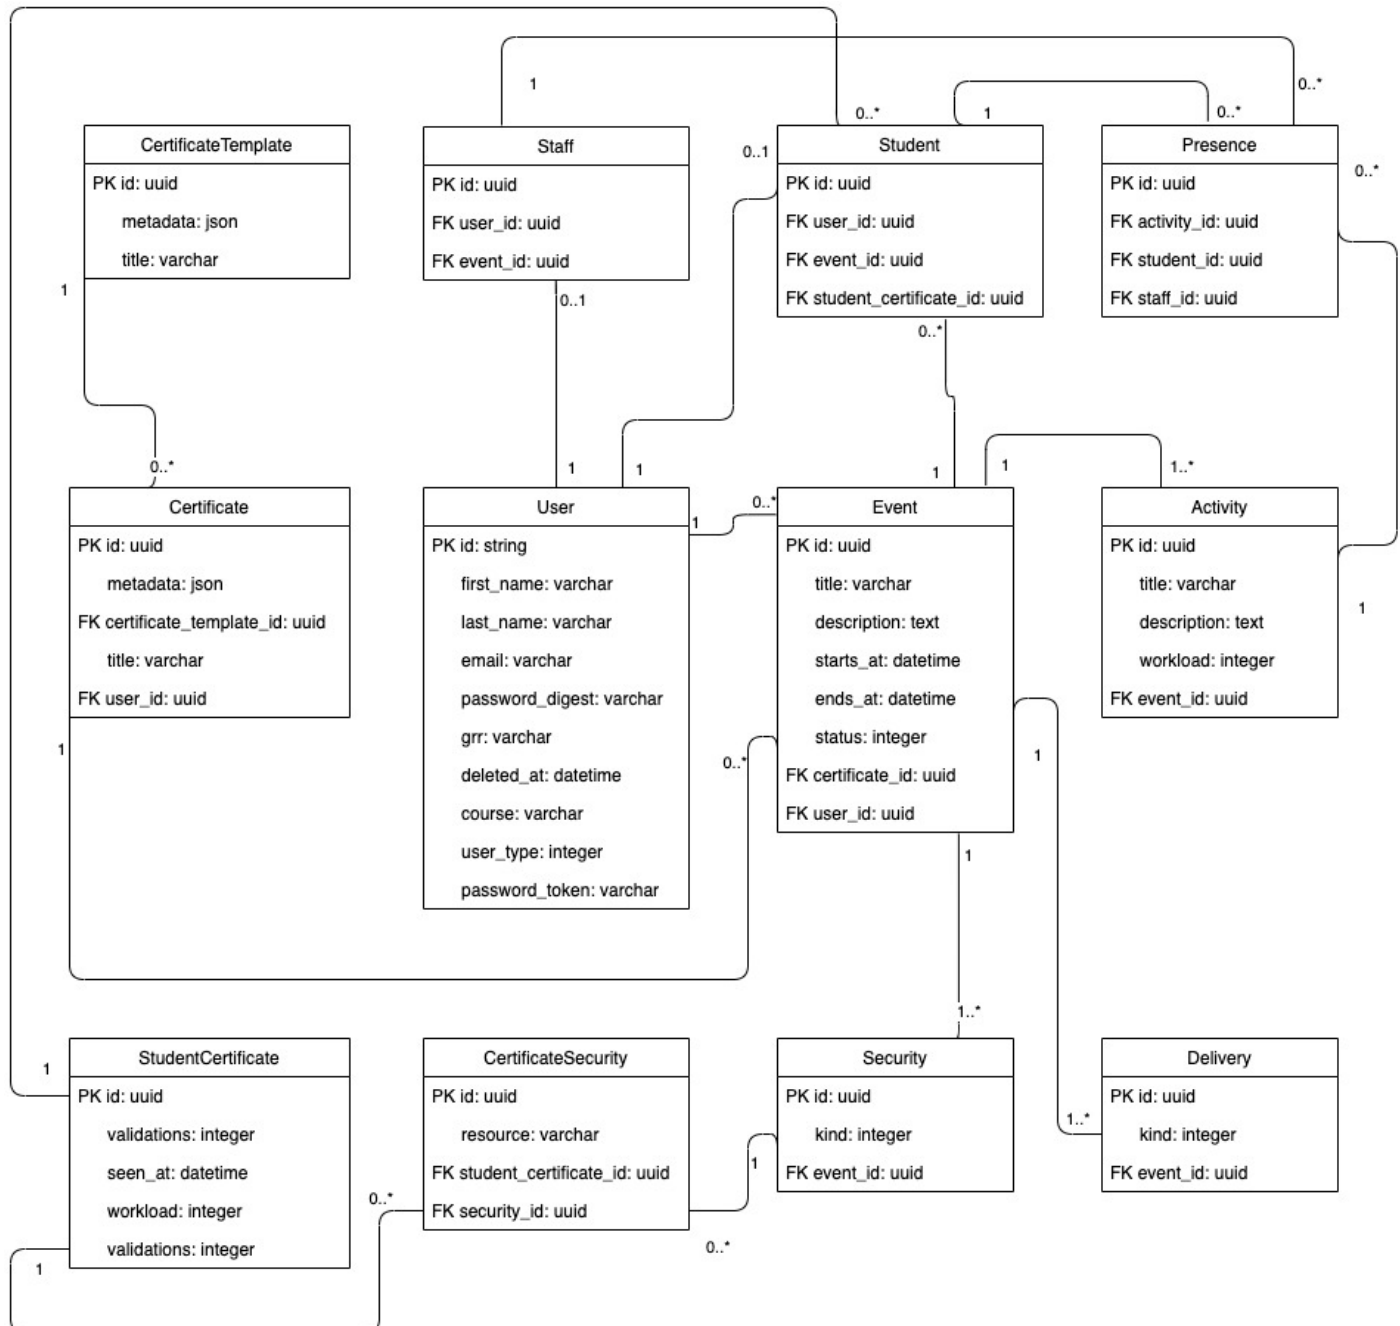 1
0..*
1
0..*
0..*
0..1
0..*
CertificateTemplate
PK id: uuid
metadata: json
title: varchar
Staff
PK id: uuid
FK user_id: uuid
FK event_id: uuid
Student
PK id: uuid
FK user_id: uuid
FK event_id: uuid
FK student_certificate_id: uuid
Presence
PK id: uuid
FK activity_id: uuid
FK student_id: uuid
FK staff_id: uuid
1
0..1
0..*
0..*
1
1
1
1
1..*
Certificate
PK id: uuid
metadata: json
FK certificate_template_id: uuid
title: varchar
FK user_id: uuid
User
PK id: string
first_name: varchar
last_name: varchar
email: varchar
password_digest: varchar
grr: varchar
deleted_at: datetime
course: varchar
user_type: integer
password_token: varchar
1
0..*
Event
PK id: uuid
title: varchar
description: text
starts_at: datetime
ends_at: datetime
status: integer
FK certificate_id: uuid
FK user_id: uuid
Activity
PK id: uuid
title: varchar
description: text
workload: integer
FK event_id: uuid
1
1
0..*
1
1
1..*
1
StudentCertificate
PK id: uuid
validations: integer
seen_at: datetime
workload: integer
validations: integer
CertificateSecurity
PK id: uuid
resource: varchar
FK student_certificate_id: uuid
FK security_id: uuid
Security
PK id: uuid
kind: integer
FK event_id: uuid
Delivery
PK id: uuid
kind: integer
FK event_id: uuid
1..*
1
0..*
0..*
1